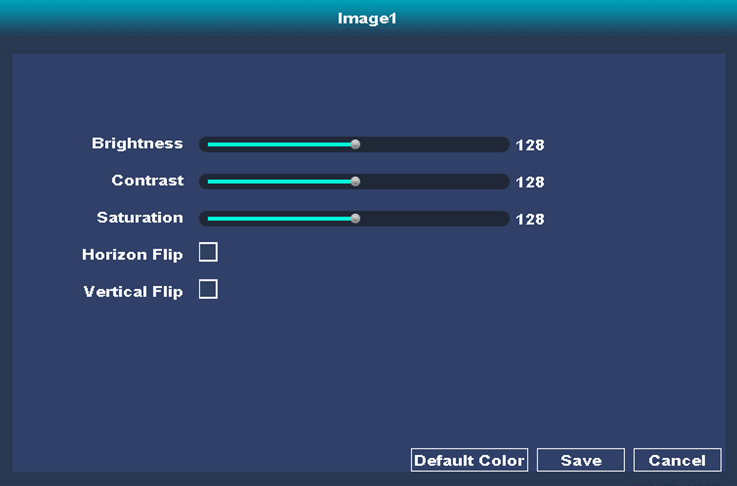 Image1
Brightness 128
Contrast 128
Saturation 128
Horizon Flip
Vertical Flip
Default Color Save Cancel